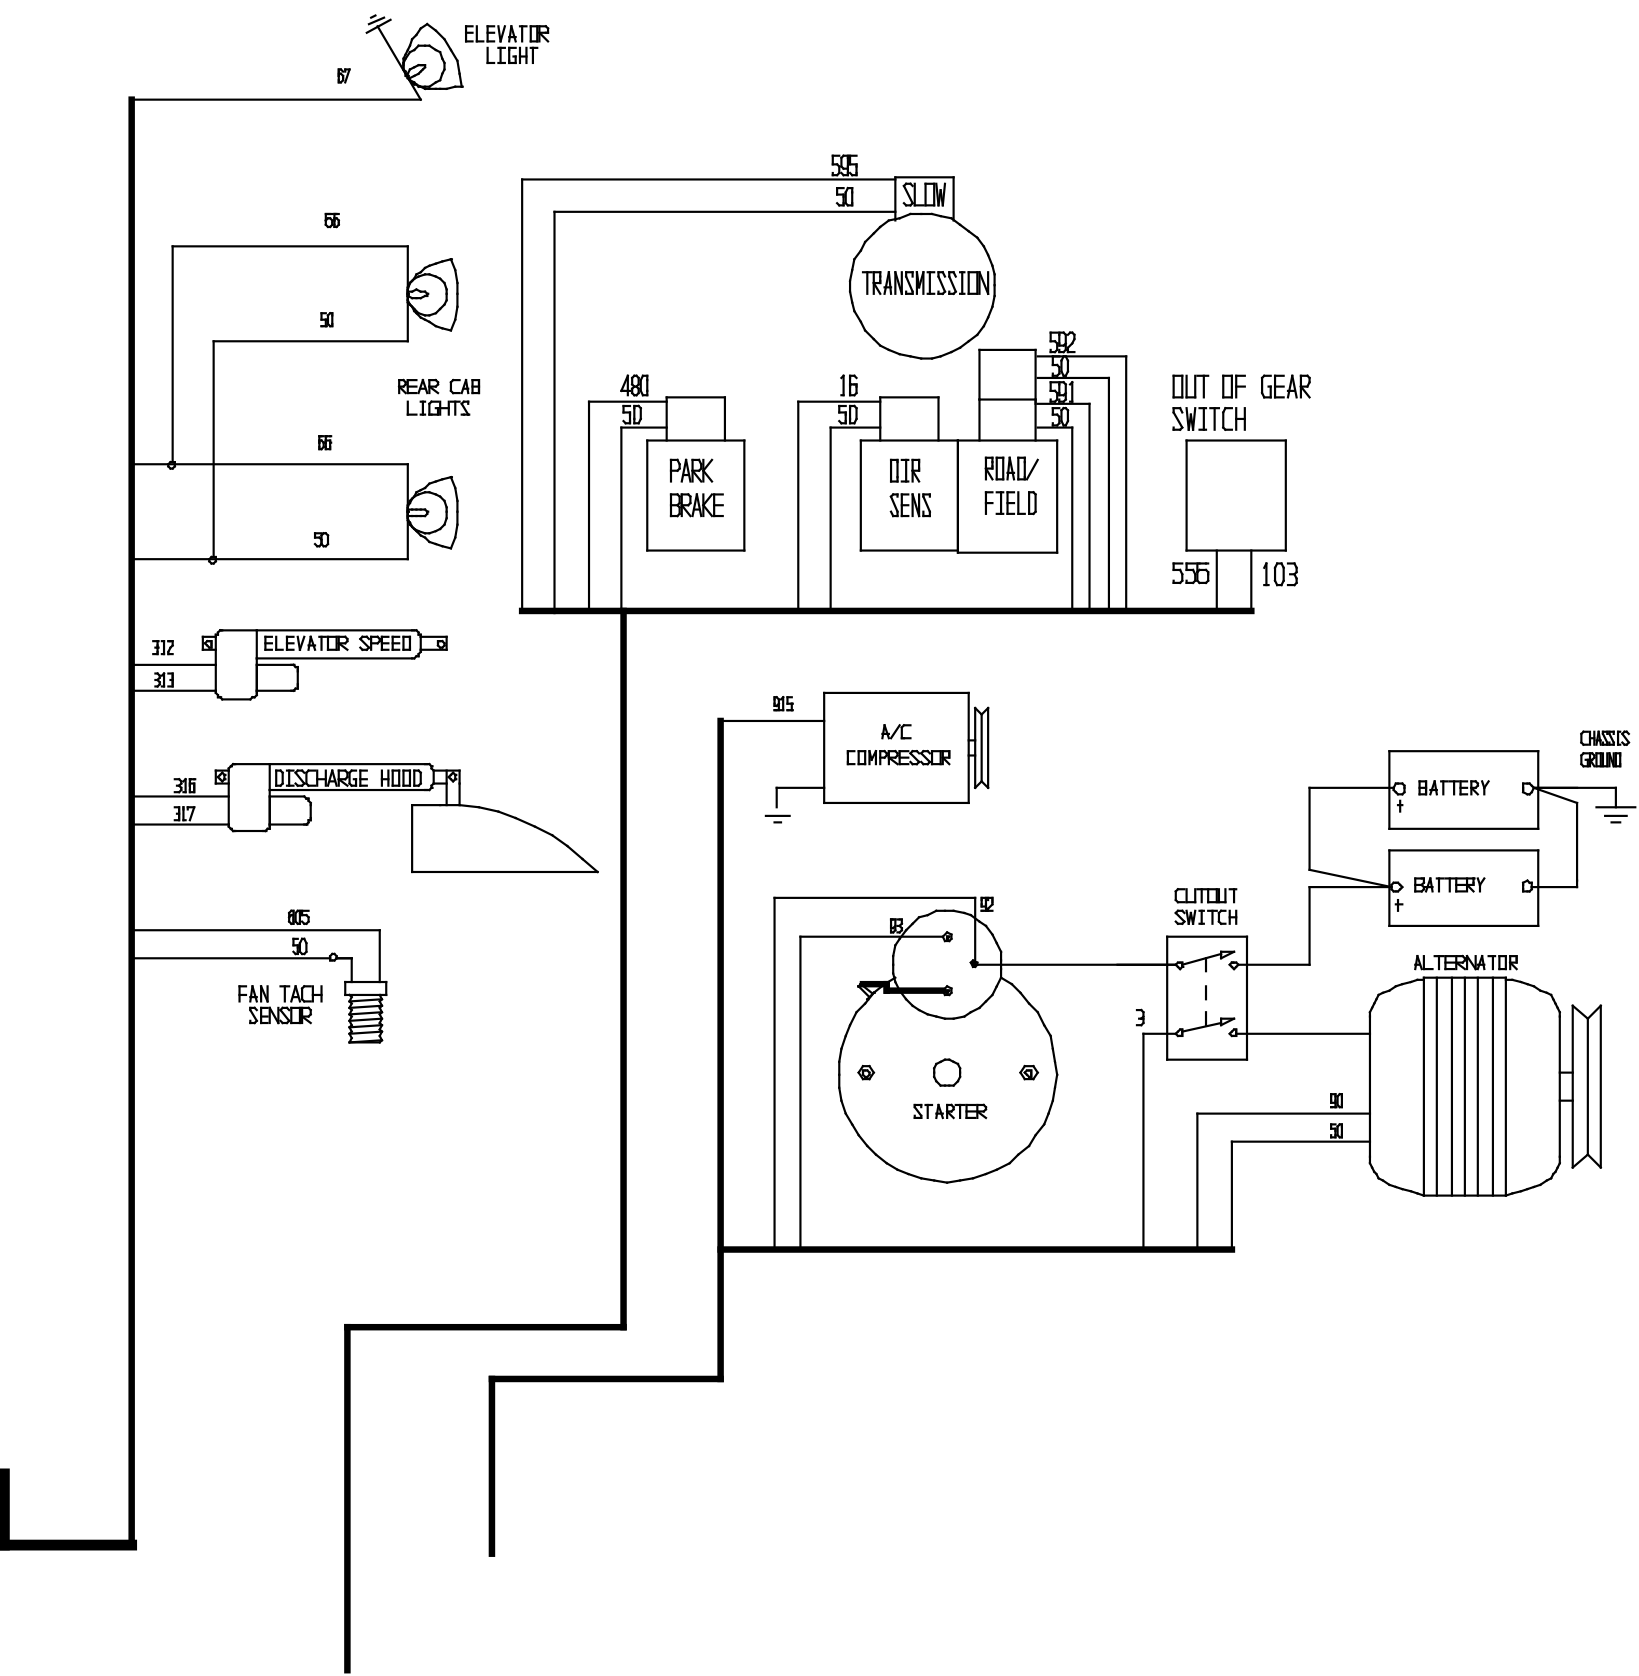 ELEVATOR
LIGHT
67
595
50
SLOW
TRANSMISSION
50
REAR CAB
LIGHTS
50
480
50
PARK
BRAKE
16
50
DIR
SENS
592
50
591
50
ROAD/
FIELD
OUT OF GEAR
SWITCH
556
103
312
ELEVATOR SPEED
313
316
DISCHARGE HOOD
317
605
50
FAN TACH
SENSOR
915
A/C
COMPRESSOR
CHASSIS
GROUND
BATTERY
+
BATTERY
+
CUTOUT
SWITCH
92
3
STARTER
ALTERNATOR
90
50